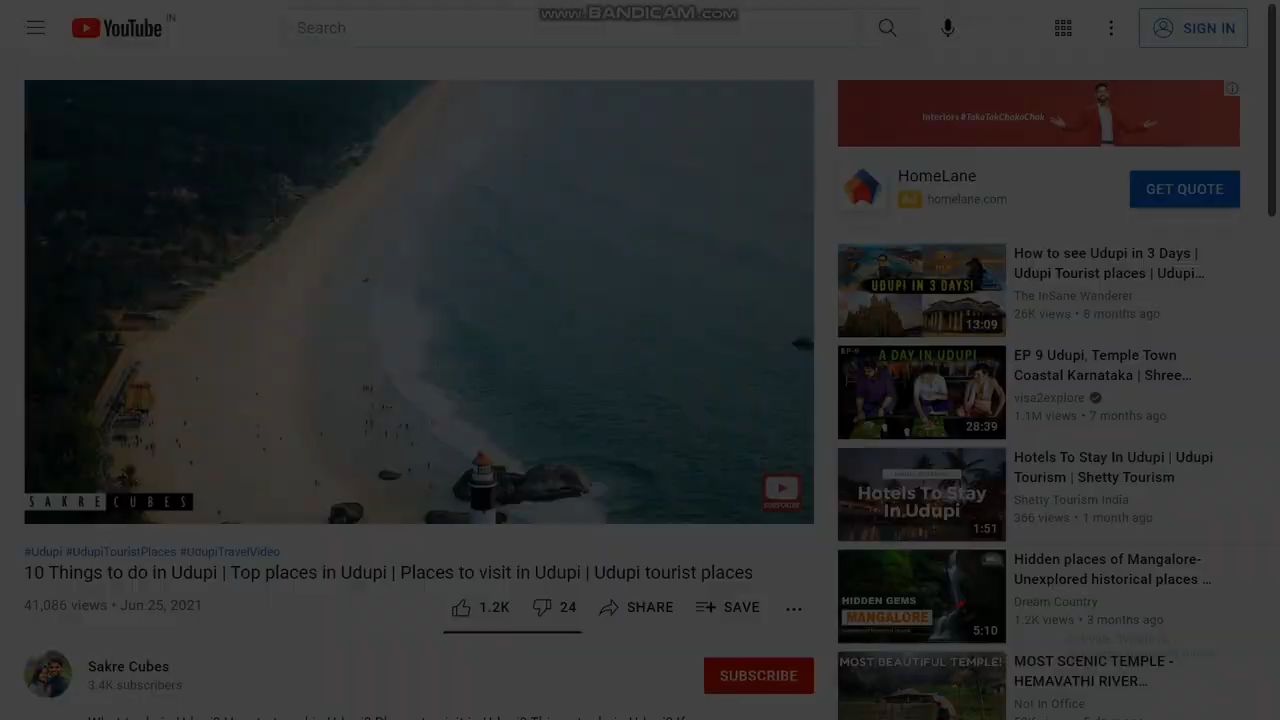 www.BANDICAM.com
YouTube IN
Search
SIGN IN
Interiors #TakaTakChakaChak
HomeLane
Ad homelane.com
GET QUOTE
UDUPI IN 3 DAYS!
13:09
How to see Udupi in 3 Days |
Udupi Tourist places | Udupi...
The InSane Wanderer
26K views • 8 months ago
EP-9
A DAY IN UDUPI
28:39
EP 9 Udupi, Temple Town
Coastal Karnataka | Shree...
visa2explore
1.1M views • 7 months ago
Hotels To Stay
In Udupi
1:51
Hotels To Stay In Udupi | Udupi
Tourism | Shetty Tourism
Shetty Tourism India
366 views • 1 month ago
HIDDEN GEMS
MANGALORE
5:10
Hidden places of Mangalore-
Unexplored historical places ...
Dream Country
1.2K views • 3 months ago
MOST BEAUTIFUL TEMPLE!
MOST SCENIC TEMPLE -
HEMAVATHI RIVER...
Not In Office
SAKRE CUBES
SUBSCRIBE
#Udupi #UdupiTouristPlaces #UdupiTravelVideo
10 Things to do in Udupi | Top places in Udupi | Places to visit in Udupi | Udupi tourist places
41,086 views • Jun 25, 2021
1.2K 24 SHARE SAVE
Sakre Cubes
3.4K subscribers
SUBSCRIBE